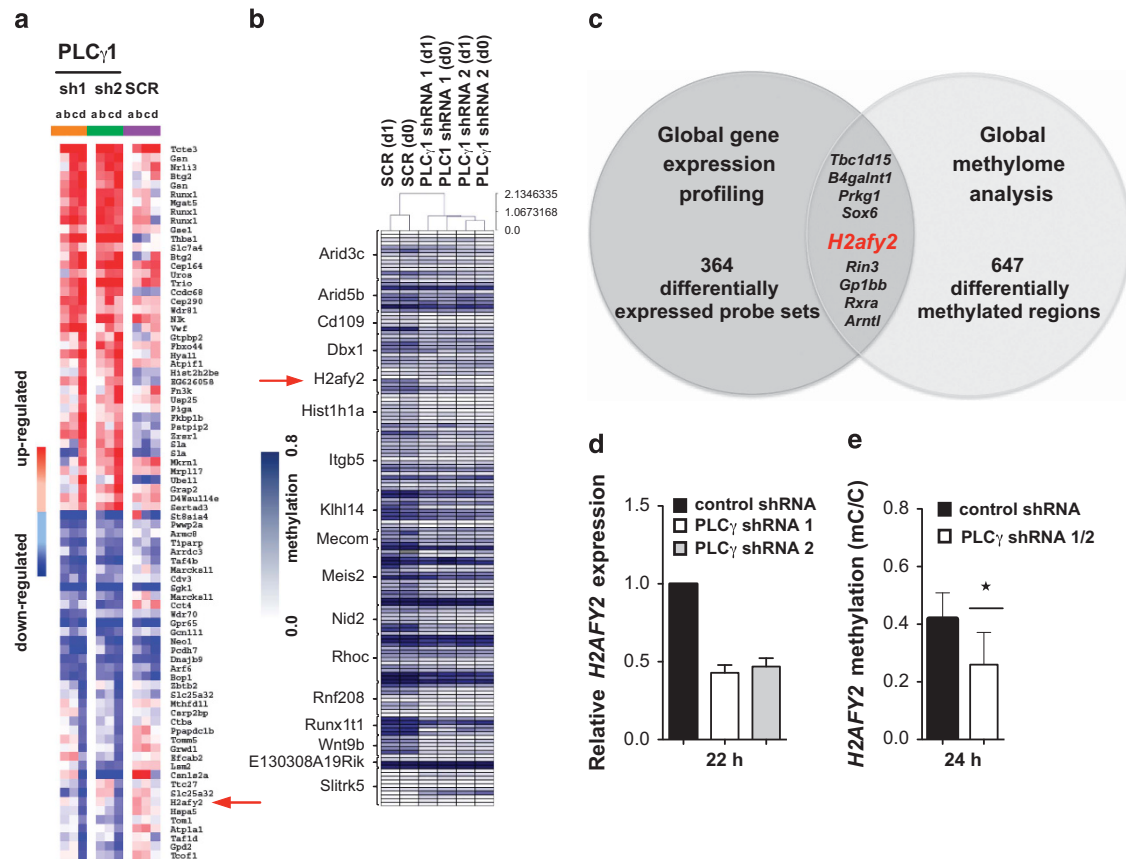 a
PLCγ1
sh1 sh2 SCR
abcd abcd abcd
Tcte3
Gsn
Nrli3
Btg2
Gsn
Runx1
Mgat5
Runx1
Runx1
Gse1
Thbs1
Slc7a4
Btg2
Cep164
Uros
Trio
Ccdc68
Cep290
Wdr81
Nlk
Vwf
Gtpbp2
Fbxo44
Hyal1
Atpif1
Hist2h2be
EG626058
Fn3k
Usp25
Piga
Fkbp1b
Pstpip2
Zrsr1
Sla
Sla
Mkrn1
Mrpl17
Ube1l
Grap2
D4Wsu114e
Sertad3
St8sia4
Pwwp2a
Armc8
Tiparp
Arrdc3
Taf4b
Marcksl1
Cdv3
Sgk1
Marcksl1
Cct4
Wdr70
Gpr65
Gcn1l1
Neo1
Pcdh7
Dnajb9
Arf6
Bop1
Zbtb2
Slc25a32
Mthfd1l
Csrp2bp
Ctbs
Ppapdc1b
Tomm5
Grwd1
Efcab2
Lsm2
Csn1s2a
Ttc27
Slc25a32
H2afy2
Hspa5
Tom1
Atp1a1
Taf1d
Gpd2
Tcof1
up-regulated
down-regulated
b
SCR (d1)
SCR (d0)
PLCγ1 shRNA 1 (d1)
PLC1 shRNA 1 (d0)
PLCγ1 shRNA 2 (d1)
PLCγ1 shRNA 2 (d0)
2.1346335
1.0673168
0.0
Arid3c
Arid5b
Cd109
Dbx1
H2afy2
Hist1h1a
Itgb5
Klhl14
Mecom
Meis2
Nid2
Rhoc
Rnf208
Runx1t1
Wnt9b
E130308A19Rik
Slitrk5
0.8
methylation
0.0
c
Global gene
expression
profiling
364
differentially
expressed probe sets
Tbc1d15
B4galnt1
Prkg1
Sox6
H2afy2
Rin3
Gp1bb
Rxra
Arntl
Global
methylome
analysis
647
differentially
methylated regions
d
control shRNA
PLCγ shRNA 1
PLCγ shRNA 2
Relative H2AFY2 expression
1.5
1.0
0.5
0.0
22 h
e
control shRNA
PLCγ shRNA 1/2
H2AFY2 methylation (mC/C)
0.8
0.6
0.4
0.2
0.0
★
24 h